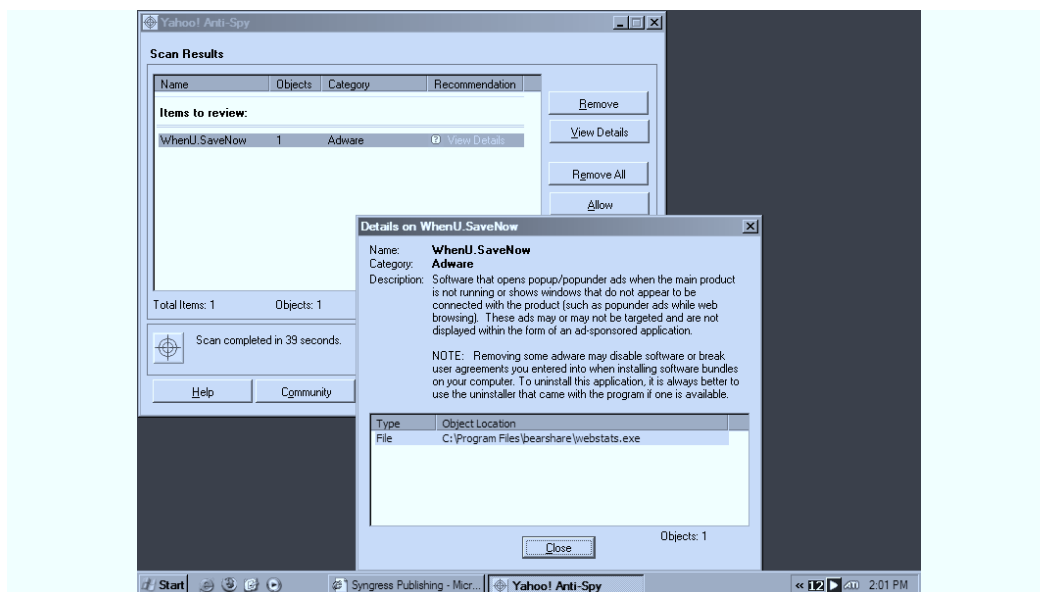 Yahoo! Anti-Spy
Scan Results
Name Objects Category Recommendation
Items to review:
WhenU.SaveNow 1 Adware View Details
Remove
View Details
Remove All
Allow
Total Items: 1 Objects: 1
Scan completed in 39 seconds.
Help Community
Details on WhenU.SaveNow
Name: WhenU.SaveNow
Category: Adware
Description: Software that opens popup/popunder ads when the main product
is not running or shows windows that do not appear to be
connected with the product (such as popunder ads while web
browsing). These ads may or may not be targeted and are not
displayed within the form of an ad-sponsored application.
NOTE: Removing some adware may disable software or break
user agreements you entered into when installing software bundles
on your computer. To uninstall this application, it is always better to
use the uninstaller that came with the program if one is available.
Type Object Location
File C:\Program Files\bearshare\webstats.exe
Objects: 1
Close
Start Syngress Publishing - Micr... Yahoo! Anti-Spy « 12 2:01 PM